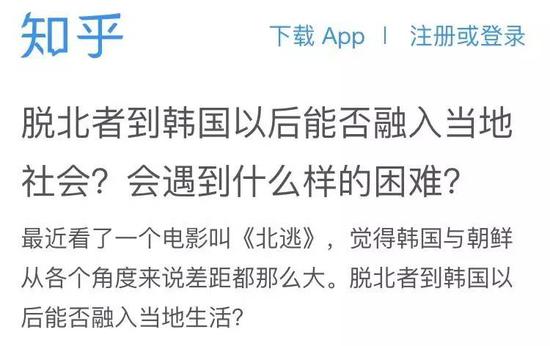 知乎
下载 App | 注册或登录
脱北者到韩国以后能否融入当地
社会？会遇到什么样的困难？
最近看了一个电影叫《北逃》，觉得韩国与朝鲜
从各个角度来说差距都那么大。脱北者到韩国以
后能否融入当地生活？